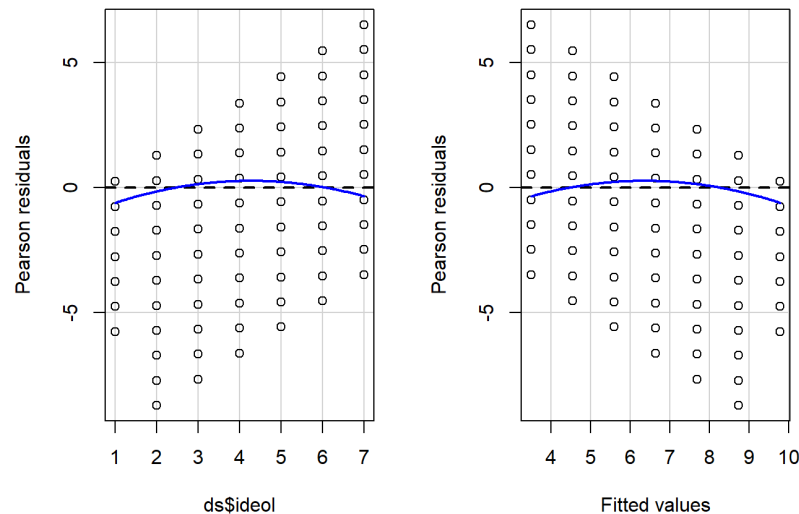 Pearson residuals
5
0
-5
1 2 3 4 5 6 7
ds$ideol
Pearson residuals
5
0
-5
4 5 6 7 8 9 10
Fitted values